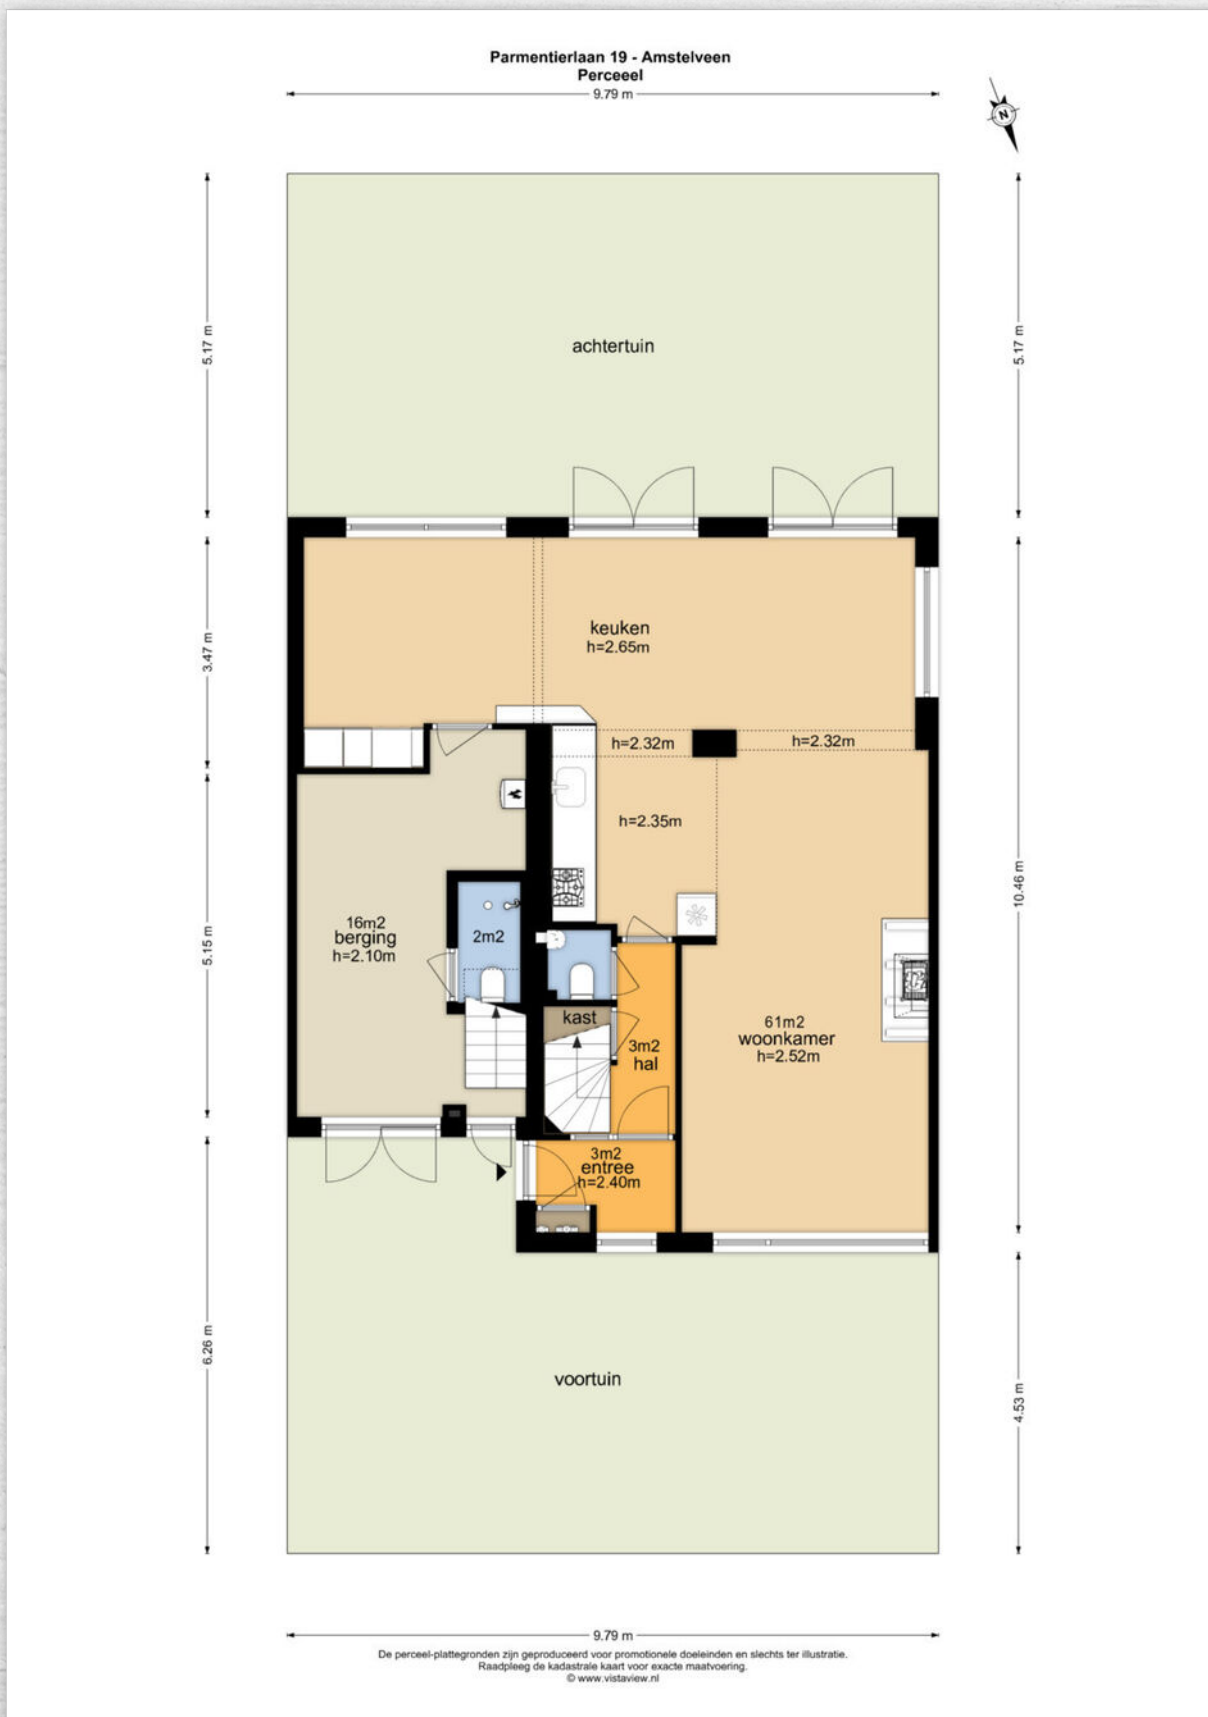 Parmentierlaan 19 - Amstelveen
Perceeel
9.79 m
N
5.17 m
achtertuin
5.17 m
3.47 m
keuken
h=2.65m
h=2.32m
h=2.32m
h=2.35m
10.46 m
5.15 m
16m2
berging
h=2.10m
2m2
kast
3m2
hal
61m2
woonkamer
h=2.52m
3m2
entree
h=2.40m
6.26 m
voortuin
4.53 m
9.79 m
De perceel-plattegronden zijn geproduceerd voor promotionele doeleinden en slechts ter illustratie.
Raadpleeg de kadastrale kaart voor exacte maatvoering.
© www.vistaview.nl